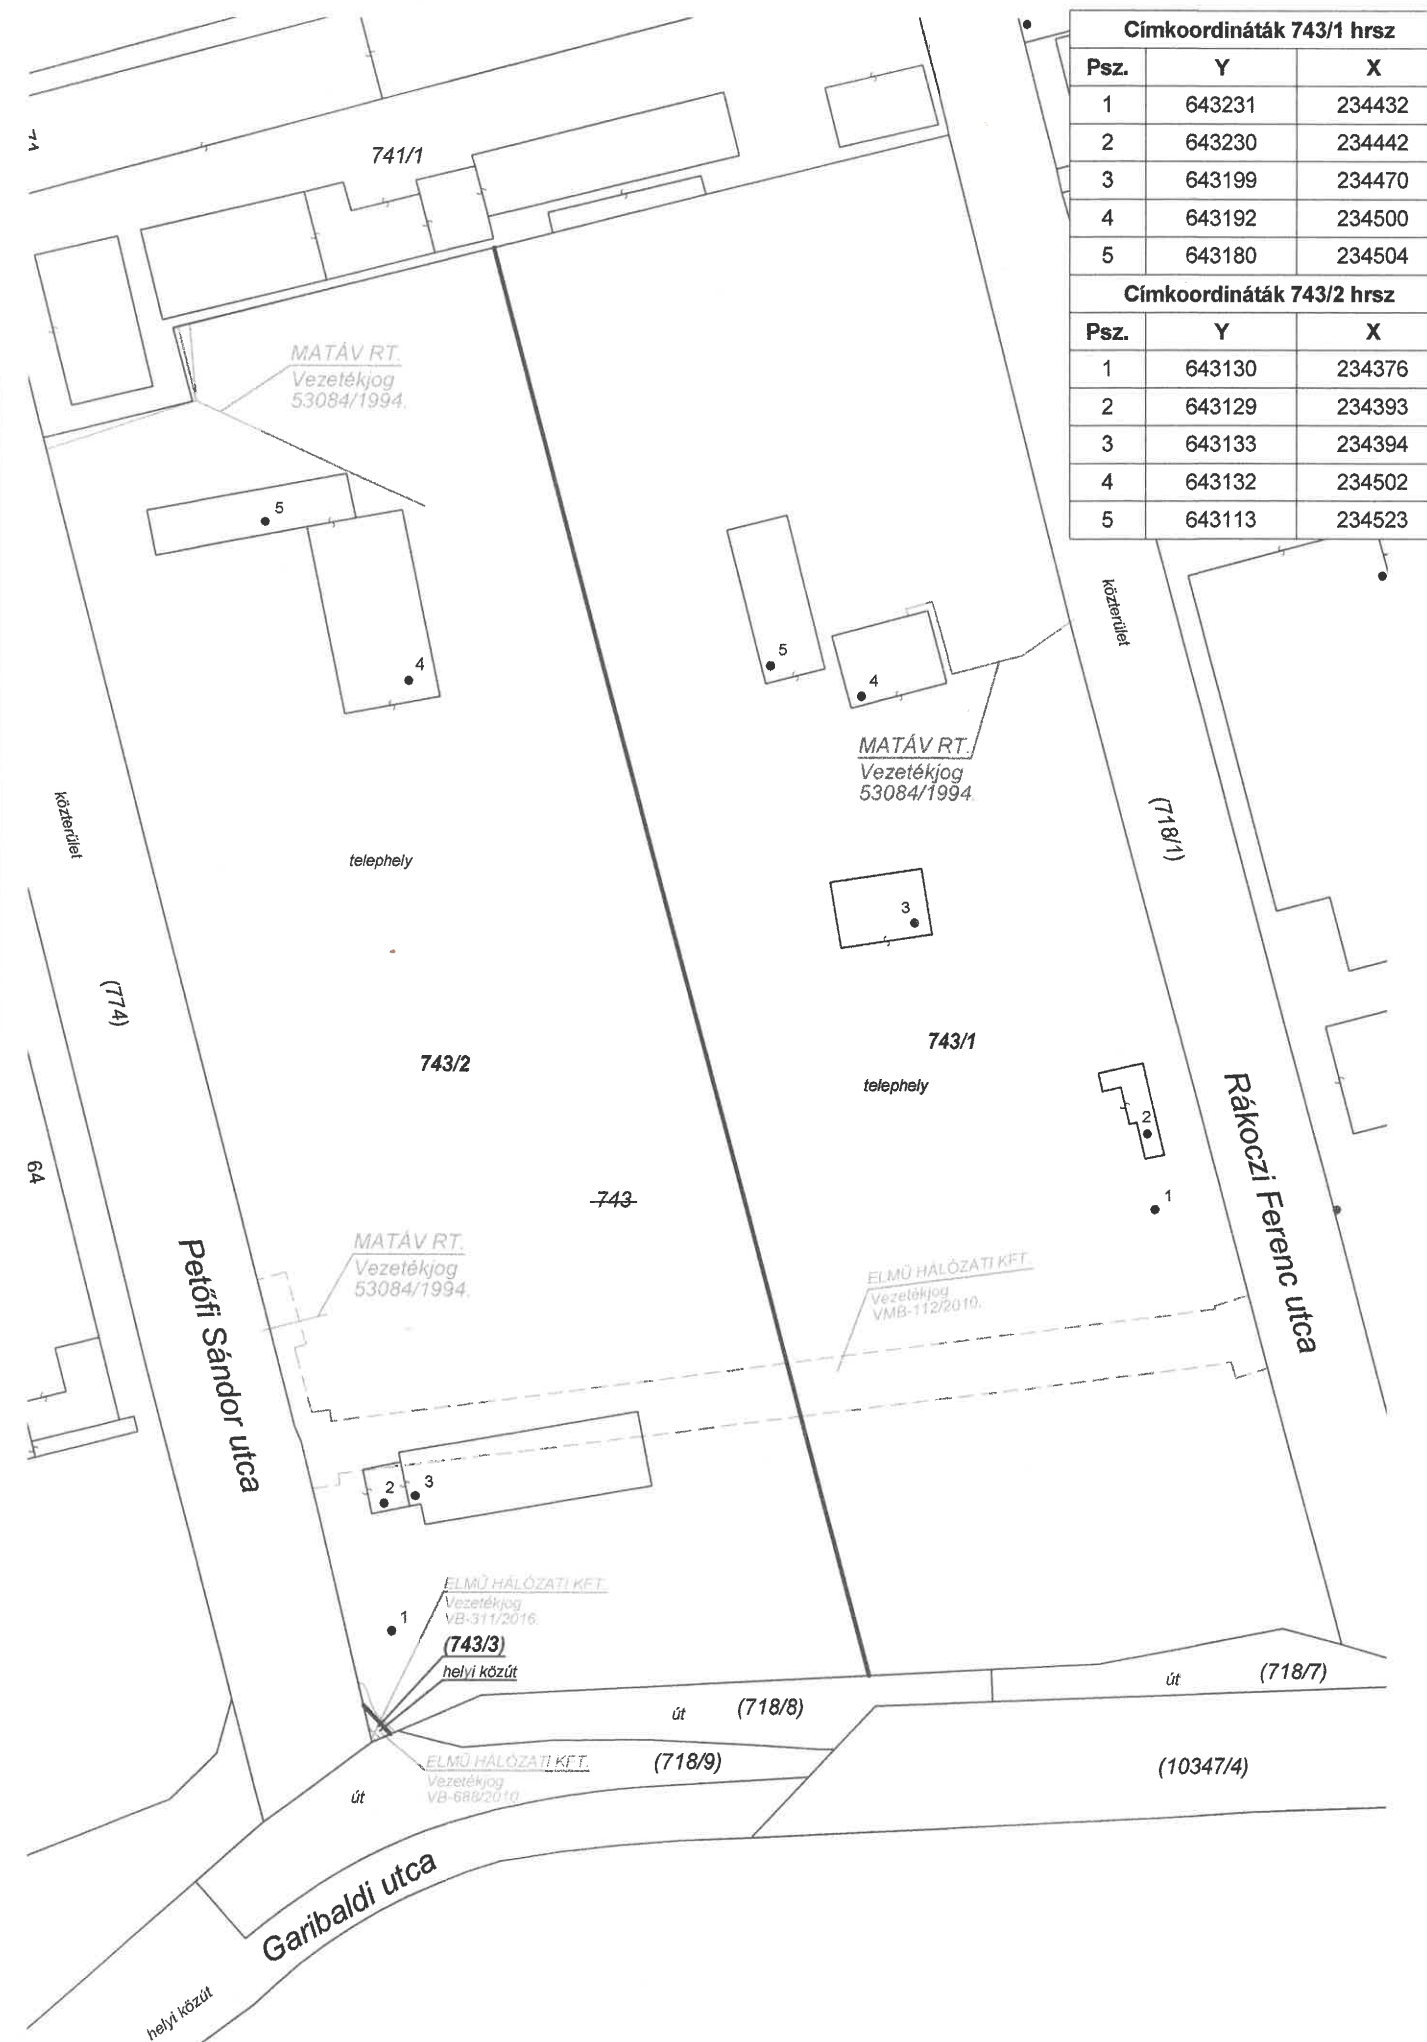 Címkoordináták 743/1 hrsz
Psz. Y X
1 643231 234432
2 643230 234442
3 643199 234470
4 643192 234500
5 643180 234504
Címkoordináták 743/2 hrsz
Psz. Y X
1 643130 234376
2 643129 234393
3 643133 234394
4 643132 234502
5 643113 234523
741/1
MATÁV RT.
Vezetékjog
53084/1994.
5
4
5
4
közterület
MATÁV RT.
Vezetékjog
53084/1994.
közterület
(718/1)
telephely
3
(774)
743/2
743/1
telephely
2
64
743
1
Rákoczi Ferenc utca
Petőfi Sándor utca
MATÁV RT.
Vezetékjog
53084/1994.
ELMŰ HÁLÓZATI KFT.
Vezetékjog
VMB-112/2010.
2
3
ELMŰ HÁLÓZATI KFT.
Vezetékjog
VB-311/2016.
1
(743/3)
helyi közút
út
(718/7)
út
(718/8)
(718/9)
(10347/4)
ELMŰ HÁLÓZATI KFT.
Vezetékjog
VB-688/2010.
út
Garibaldi utca
helyi közút